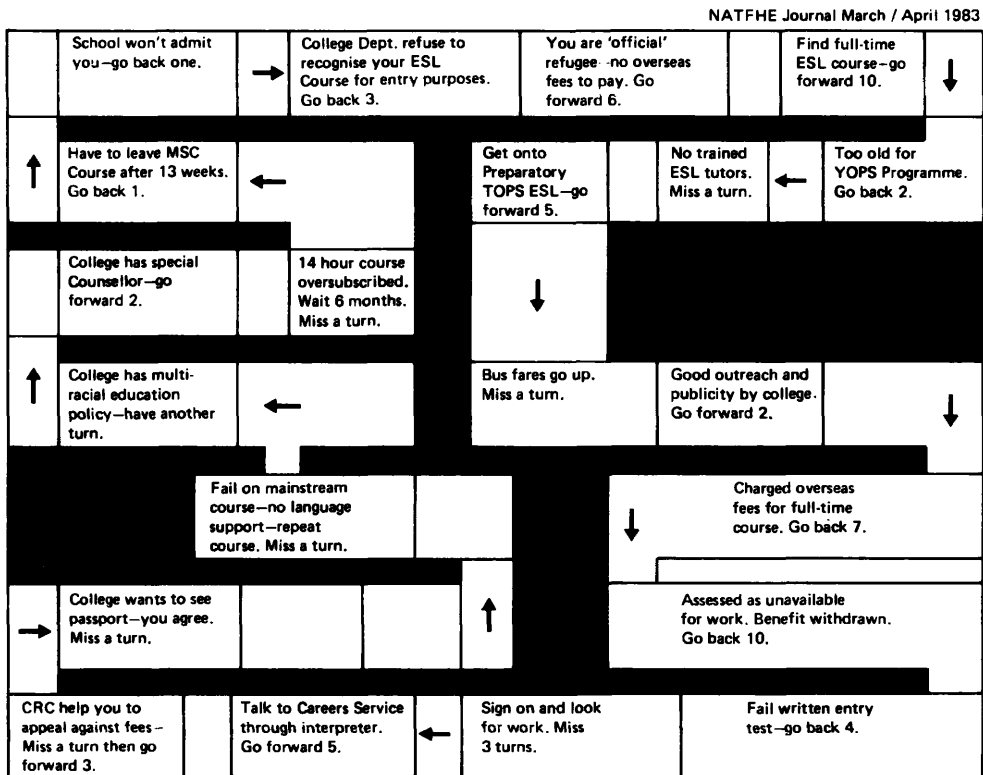 NATFHE Journal March / April 1983
School won't admit
you—go back one.
College Dept. refuse to
recognise your ESL
Course for entry purposes.
Go back 3.
You are 'official'
refugee--no overseas
fees to pay. Go
forward 6.
Find full-time
ESL course—go
forward 10.
Have to leave MSC
Course after 13 weeks.
Go back 1.
Get onto
Preparatory
TOPS ESL—go
forward 5.
No trained
ESL tutors.
Miss a turn.
Too old for
YOPS Programme.
Go back 2.
College has special
Counsellor—go
forward 2.
14 hour course
oversubscribed.
Wait 6 months.
Miss a turn.
College has multi-
racial education
policy—have another
turn.
Bus fares go up.
Miss a turn.
Good outreach and
publicity by college.
Go forward 2.
Fail on mainstream
course—no language
support—repeat
course. Miss a turn.
Charged overseas
fees for full-time
course. Go back 7.
College wants to see
passport—you agree.
Miss a turn.
Assessed as unavailable
for work. Benefit withdrawn.
Go back 10.
CRC help you to
appeal against fees—
Miss a turn then go
forward 3.
Talk to Careers Service
through interpreter.
Go forward 5.
Sign on and look
for work. Miss
3 turns.
Fail written entry
test—go back 4.